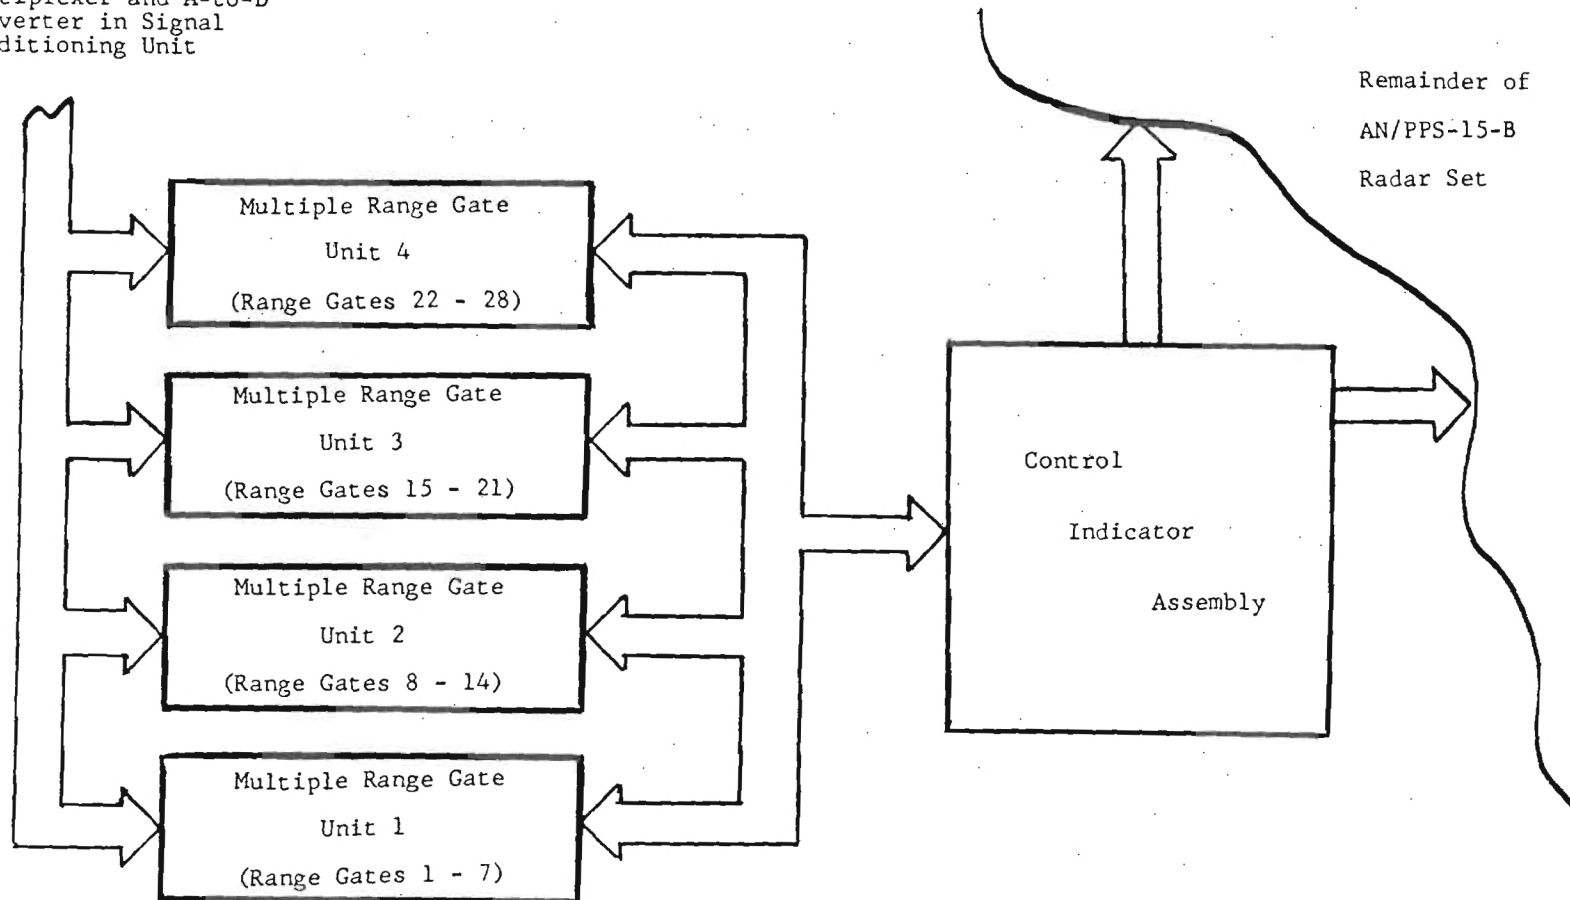 and A-to-D
in Signal
Unit
Remainder of
AN/PPS-15-B
Radar Set
Multiple Range Gate
Unit 4
(Range Gates 22 - 28)
Multiple Range Gate
Unit 3
(Range Gates 15 - 21)
Multiple Range Gate
Unit 2
(Range Gates 8 - 14)
Multiple Range Gate
Unit 1
(Range Gates 1 - 7)
Control
Indicator
Assembly